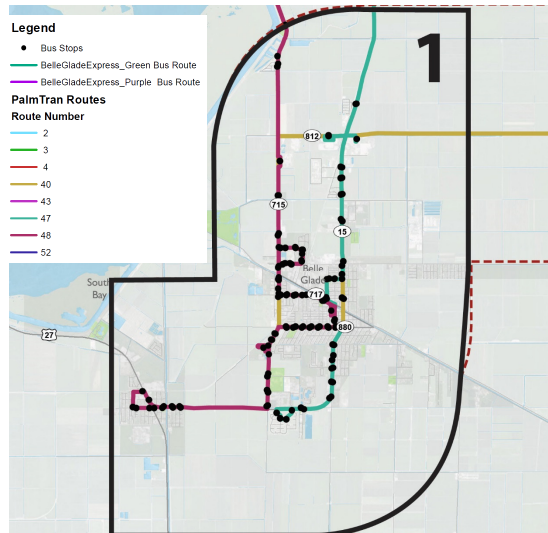 Legend
Bus Stops
BelleGladeExpress_Green Bus Route
BelleGladeExpress_Purple Bus Route
PalmTran Routes
Route Number
2
3
4
40
43
47
48
52
1
812
715
15
Belle
Glade
717
880
South
Bay
27